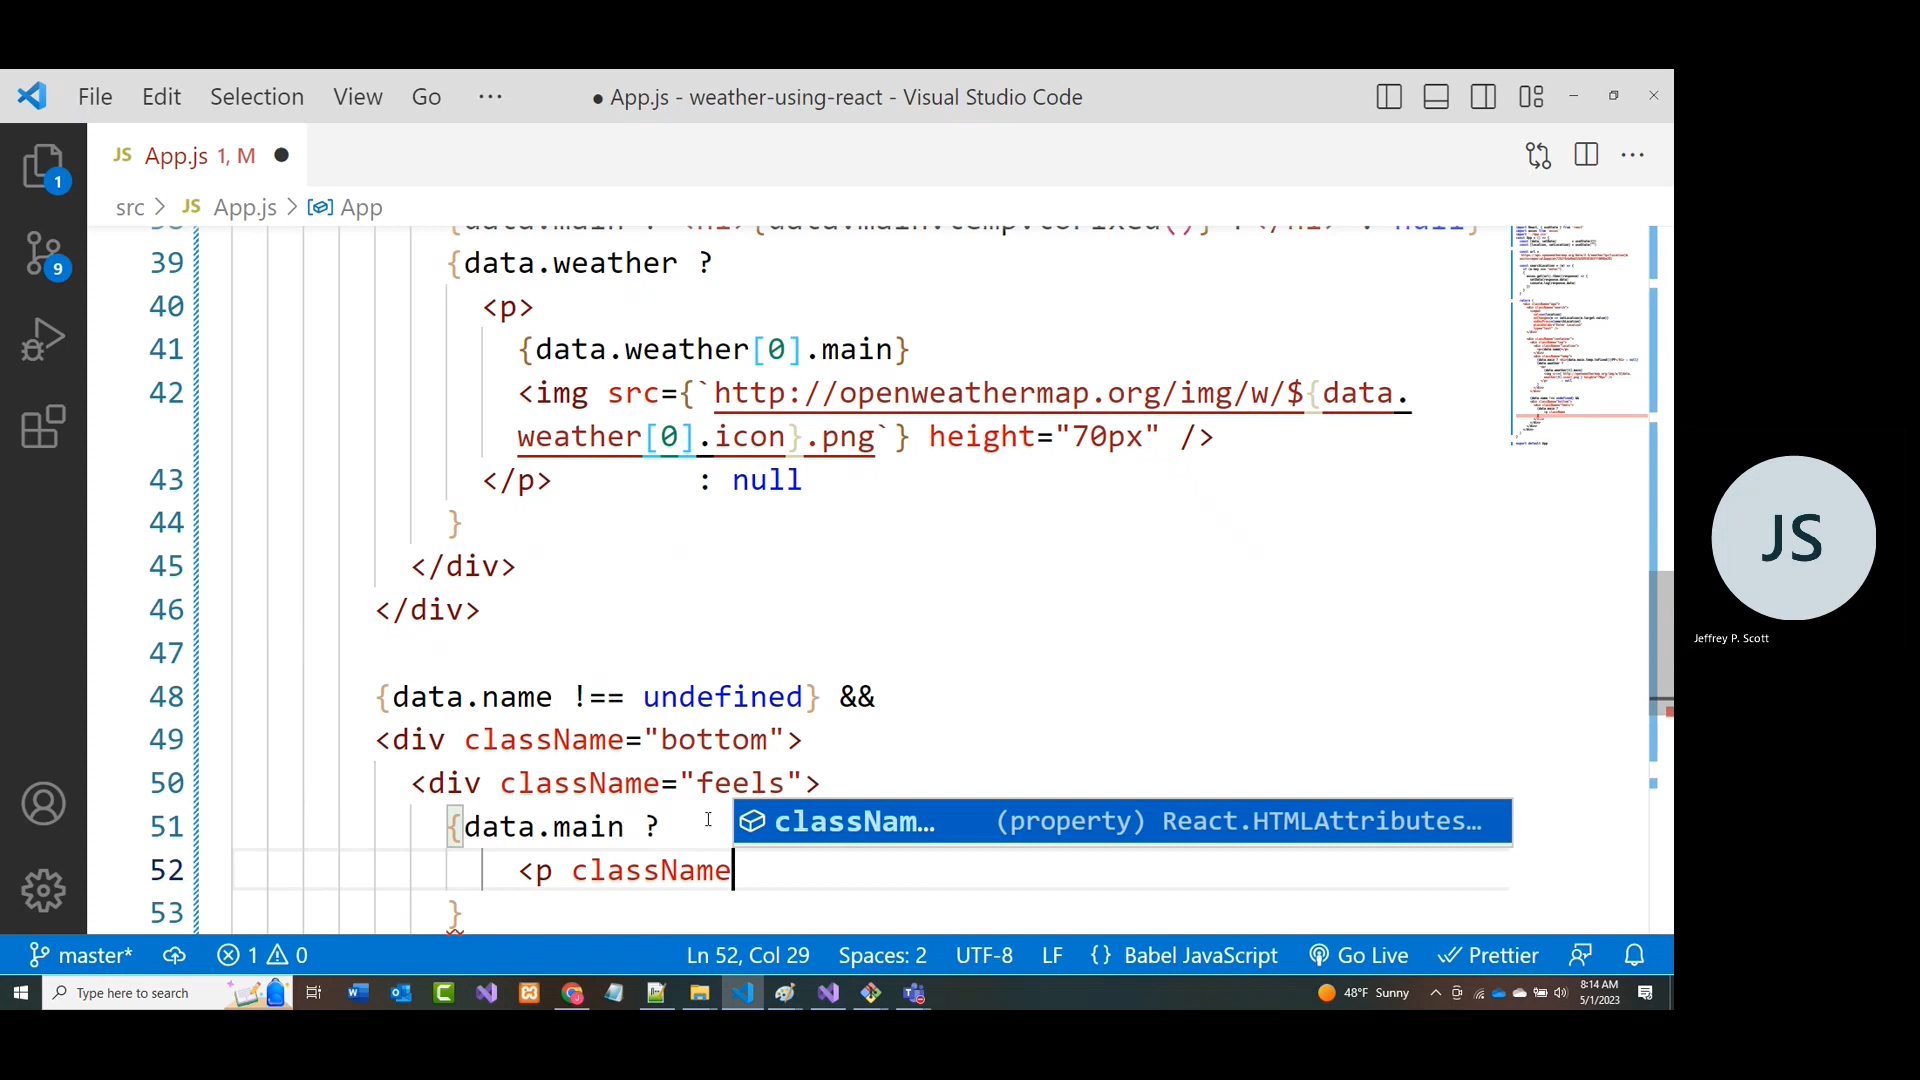 File Edit Selection View Go ··· ● App.js - weather-using-react - Visual Studio Code
JS App.js 1, M ●
src > JS App.js > App
39 {data.weather ?
40 <p>
41 {data.weather[0].main}
42 <img src={`http://openweathermap.org/img/w/${data.
weather[0].icon}.png`} height="70px" />
43 </p> : null
44 }
45 </div>
46 </div>
47
48 {data.name !== undefined} &&
49 <div className="bottom">
50 <div className="feels">
51 {data.main ?
classNam… (property) React.HTMLAttributes…
52 <p className
53 }
1
9
JS
Jeffrey P. Scott
master* 1 0 Ln 52, Col 29 Spaces: 2 UTF-8 LF {} Babel JavaScript Go Live Prettier
Type here to search 48°F Sunny 8:14 AM
5/1/2023